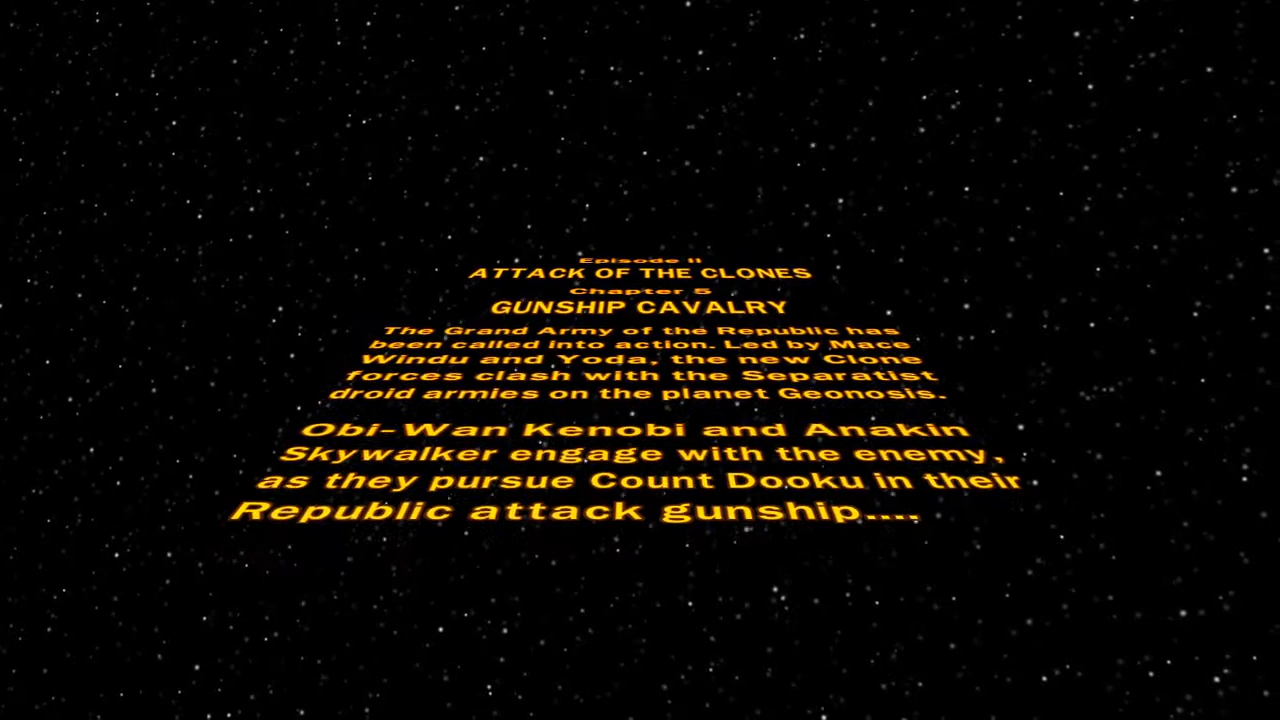 Episode II
ATTACK OF THE CLONES
Chapter 5
GUNSHIP CAVALRY
The Grand Army of the Republic has
been called into action. Led by Mace
Windu and Yoda, the new Clone
forces clash with the Separatist
droid armies on the planet Geonosis.
Obi-Wan Kenobi and Anakin
Skywalker engage with the enemy,
as they pursue Count Dooku in their
Republic attack gunship....